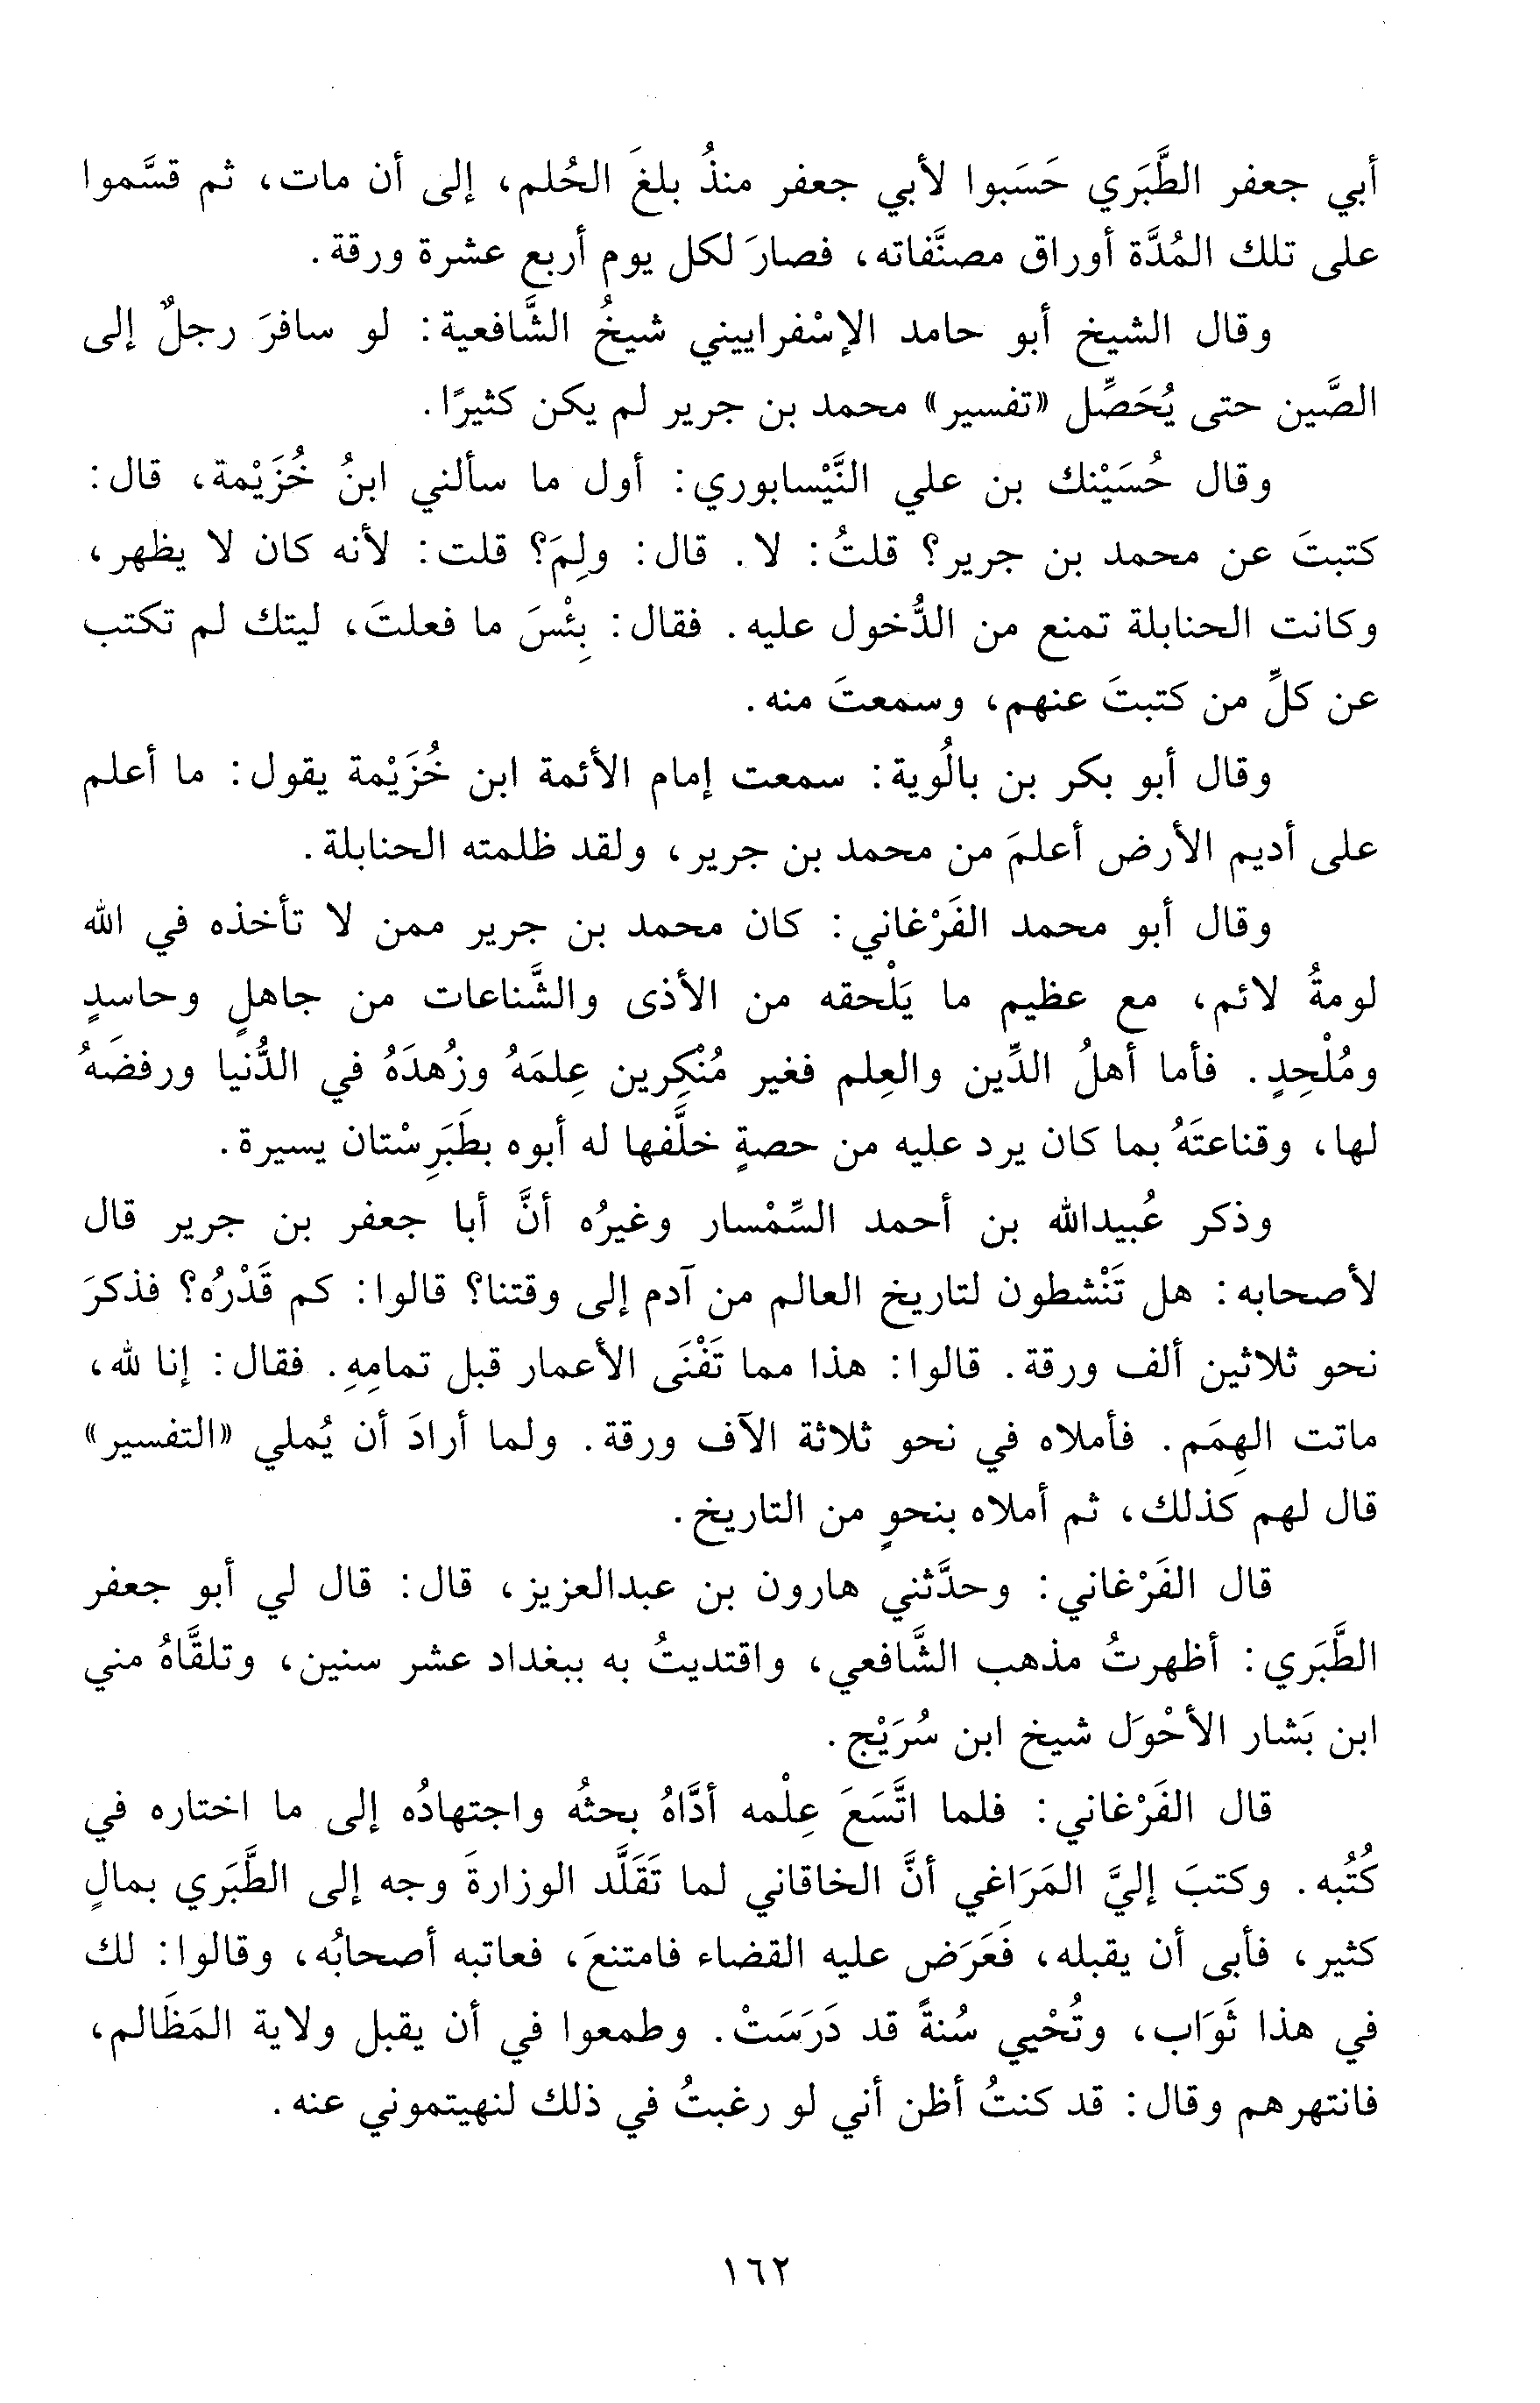 أبي جعفر الطَّبَري حَسَبوا لأبي جعفر منذُ بلغَ الحُلم، إلى أن مات، ثم قسَّموا
على تلك المُدَّة أوراق مصنَّفاته، فصارَ لكل يوم أربع عشرة ورقة.
وقال الشيخ أبو حامد الإسْفراييني شيخُ الشَّافعية: لو سافرَ رجلٌ إلى
الصَّين حتى يُحَصِّل «تفسير» محمد بن جرير لم يكن كثيرًا.
وقال حُسَيْنك بن علي النَّيْسابوري: أول ما سألني ابنُ خُزَيْمة، قال:
كتبتَ عن محمد بن جرير؟ قلتُ: لا. قال: ولِمَ؟ قلت: لأنه كان لا يظهر،
وكانت الحنابلة تمنع من الدُّخول عليه. فقال: بِئْسَ ما فعلتَ، ليتك لم تكتب
عن كلِّ من كتبتَ عنهم، وسمعتَ منه.
وقال أبو بكر بن بالُوية: سمعت إمام الأئمة ابن خُزَيْمة يقول: ما أعلم
على أديم الأرض أعلمَ من محمد بن جرير، ولقد ظلمته الحنابلة.
وقال أبو محمد الفَرْغاني: كان محمد بن جرير ممن لا تأخذه في الله
لومةُ لائم، مع عظيم ما يَلْحقه من الأذى والشَّناعات من جاهلٍ وحاسدٍ
ومُلْحِدٍ. فأما أهلُ الدِّين والعِلم فغير مُنْكِرين عِلمَهُ وزُهدَهُ في الدُّنيا ورفضَهُ
لها، وقناعتَهُ بما كان يرد عليه من حصةٍ خلَّفها له أبوه بطَبَرِسْتان يسيرة.
وذكر عُبيدالله بن أحمد السِّمْسار وغيرُه أنَّ أبا جعفر بن جرير قال
لأصحابه: هل تَنْشطون لتاريخ العالم من آدم إلى وقتنا؟ قالوا: كم قَدْرُه؟ فذكرَ
نحو ثلاثين ألف ورقة. قالوا: هذا مما تَفْنَى الأعمار قبل تمامِهِ. فقال: إنا لله،
ماتت الهِمَم. فأملاه في نحو ثلاثة الآف ورقة. ولما أرادَ أن يُملي «التفسير»
قال لهم كذلك، ثم أملاه بنحوٍ من التاريخ.
قال الفَرْغاني: وحدَّثني هارون بن عبدالعزيز، قال: قال لي أبو جعفر
الطَّبَري: أظهرتُ مذهب الشَّافعي، واقتديتُ به ببغداد عشر سنين، وتلقَّاهُ مني
ابن بَشار الأحْوَل شيخ ابن سُرَيْج.
قال الفَرْغاني: فلما اتَّسَعَ عِلْمه أدَّاهُ بحثُه واجتهادُه إلى ما اختاره في
كُتُبه. وكتبَ إليَّ المَرَاغي أنَّ الخاقاني لما تَقَلَّد الوزارةَ وجه إلى الطَّبَري بمالٍ
كثير، فأبى أن يقبله، فَعَرَض عليه القضاء فامتنعَ، فعاتبه أصحابُه، وقالوا: لك
في هذا ثَوَاب، وتُحْيي سُنةً قد دَرَسَتْ. وطمعوا في أن يقبل ولاية المَظَالم،
فانتهرهم وقال: قد كنتُ أظن أني لو رغبتُ في ذلك لنهيتموني عنه.
١٦٢